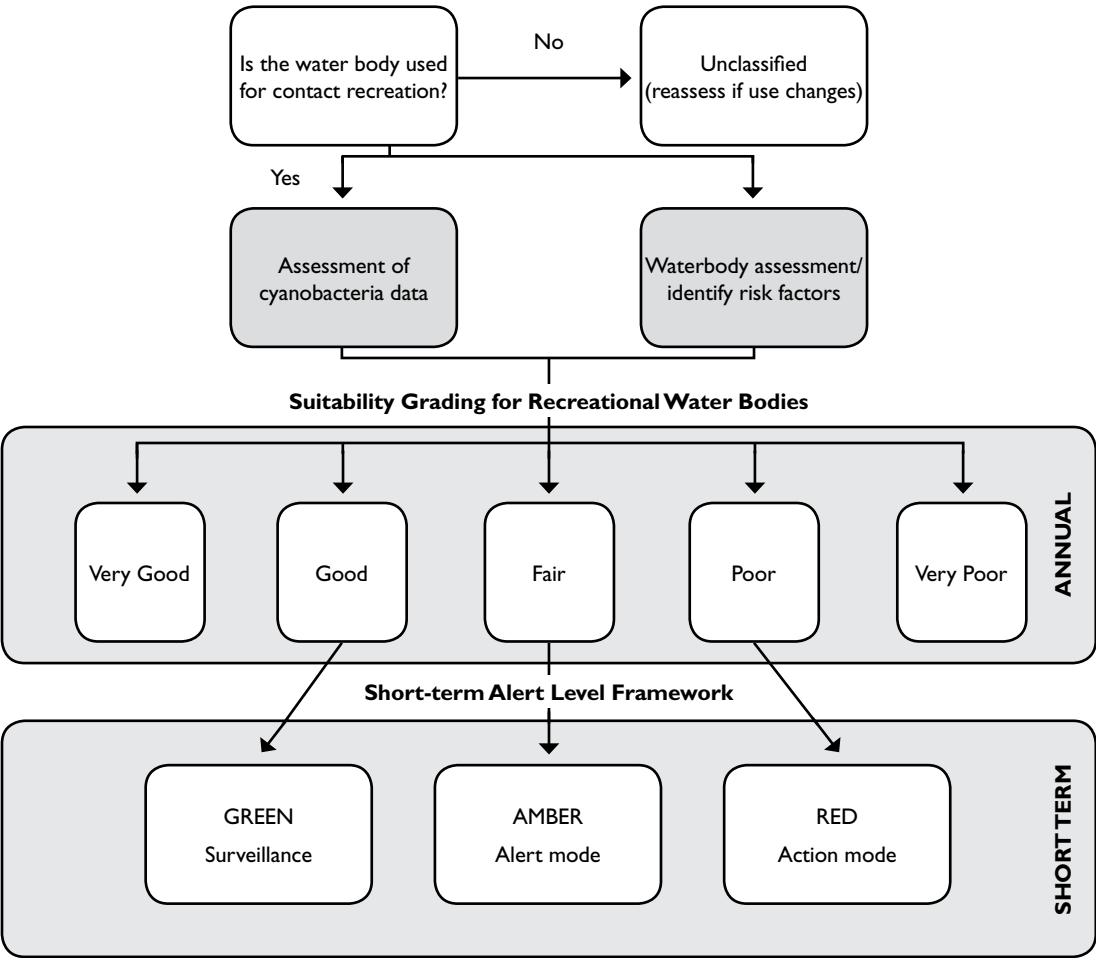 No
Is the water body used
for contact recreation?
Unclassified
(reassess if use changes)
Yes
Assessment of
cyanobacteria data
Waterbody assessment/
identify risk factors
Suitability Grading for Recreational Water Bodies
Very Good
Good
Fair
Poor
Very Poor
ANNUAL
Short-term Alert Level Framework
GREEN
Surveillance
AMBER
Alert mode
RED
Action mode
SHORT TERM